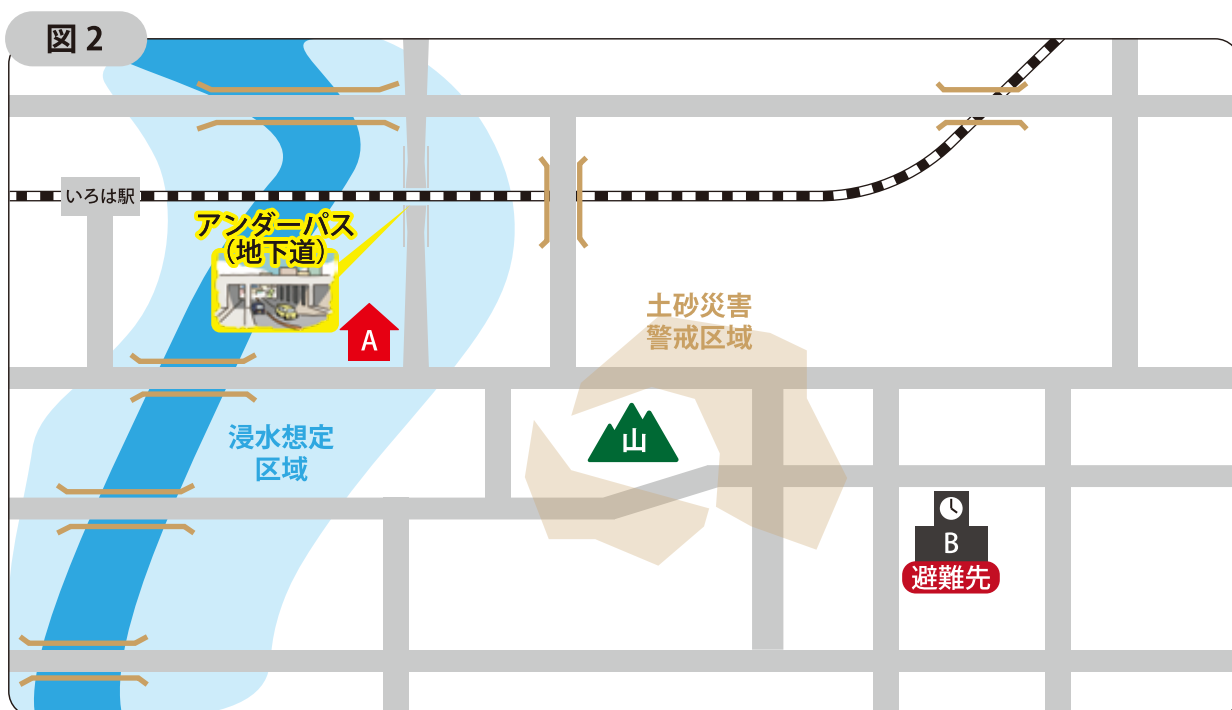 図 2
いろは駅
アンダーパス
（地下道）
A
土砂災害
警戒区域
浸水想定
区域
山
B
避難先